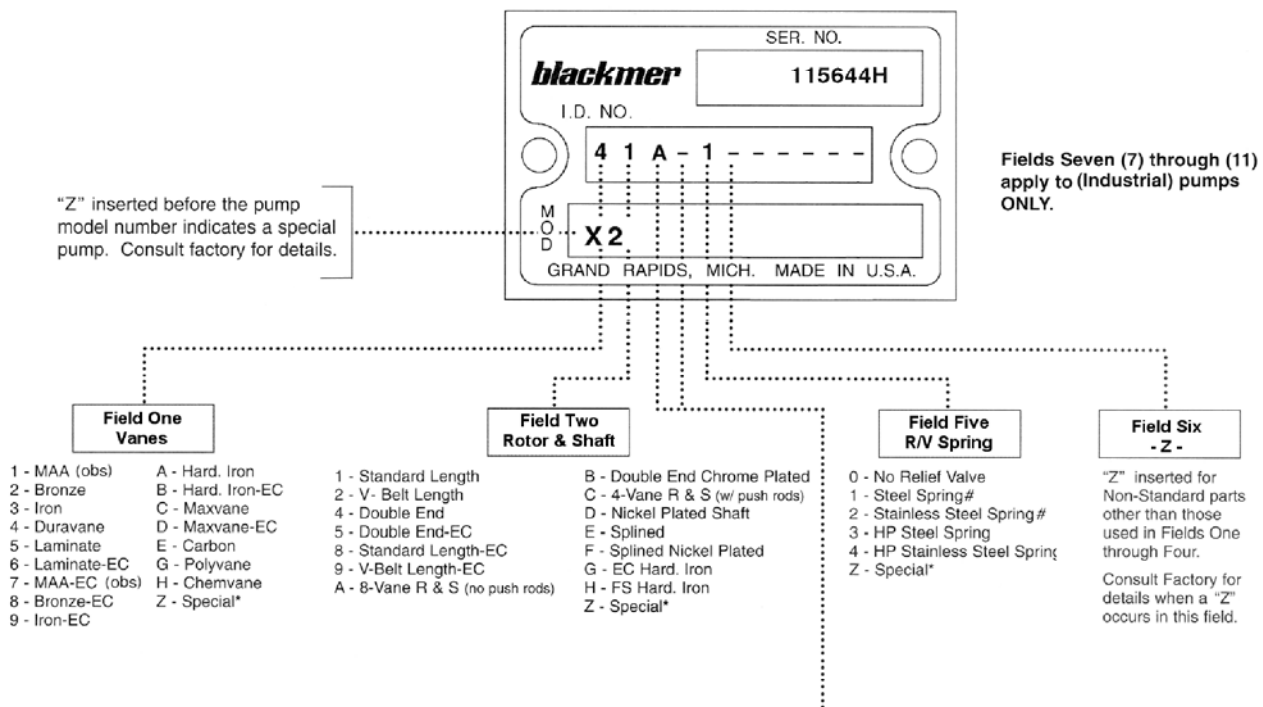 SER. NO.
blackmer
115644H
I.D. NO.
4 1 A - 1 - - - - - -
MOD
X2
GRAND RAPIDS, MICH. MADE IN U.S.A.
Fields Seven (7) through (11)
apply to (Industrial) pumps
ONLY.
"Z" inserted before the pump
model number indicates a special
pump. Consult factory for details.
Field One
Vanes
1 - MAA (obs)
2 - Bronze
3 - Iron
4 - Duravane
5 - Laminate
6 - Laminate-EC
7 - MAA-EC (obs)
8 - Bronze-EC
9 - Iron-EC
A - Hard. Iron
B - Hard. Iron-EC
C - Maxvane
D - Maxvane-EC
E - Carbon
G - Polyvane
H - Chemvane
Z - Special*
Field Two
Rotor & Shaft
1 - Standard Length
2 - V- Belt Length
4 - Double End
5 - Double End-EC
8 - Standard Length-EC
9 - V-Belt Length-EC
A - 8-Vane R & S (no push rods)
B - Double End Chrome Plated
C - 4-Vane R & S (w/ push rods)
D - Nickel Plated Shaft
E - Splined
F - Splined Nickel Plated
G - EC Hard. Iron
H - FS Hard. Iron
Z - Special*
Field Five
R/V Spring
0 - No Relief Valve
1 - Steel Spring#
2 - Stainless Steel Spring#
3 - HP Steel Spring
4 - HP Stainless Steel Spring
Z - Special*
Field Six
- Z -
"Z" inserted for
Non-Standard parts
other than those
used in Fields One
through Four.
Consult Factory for
details when a "Z"
occurs in this field.